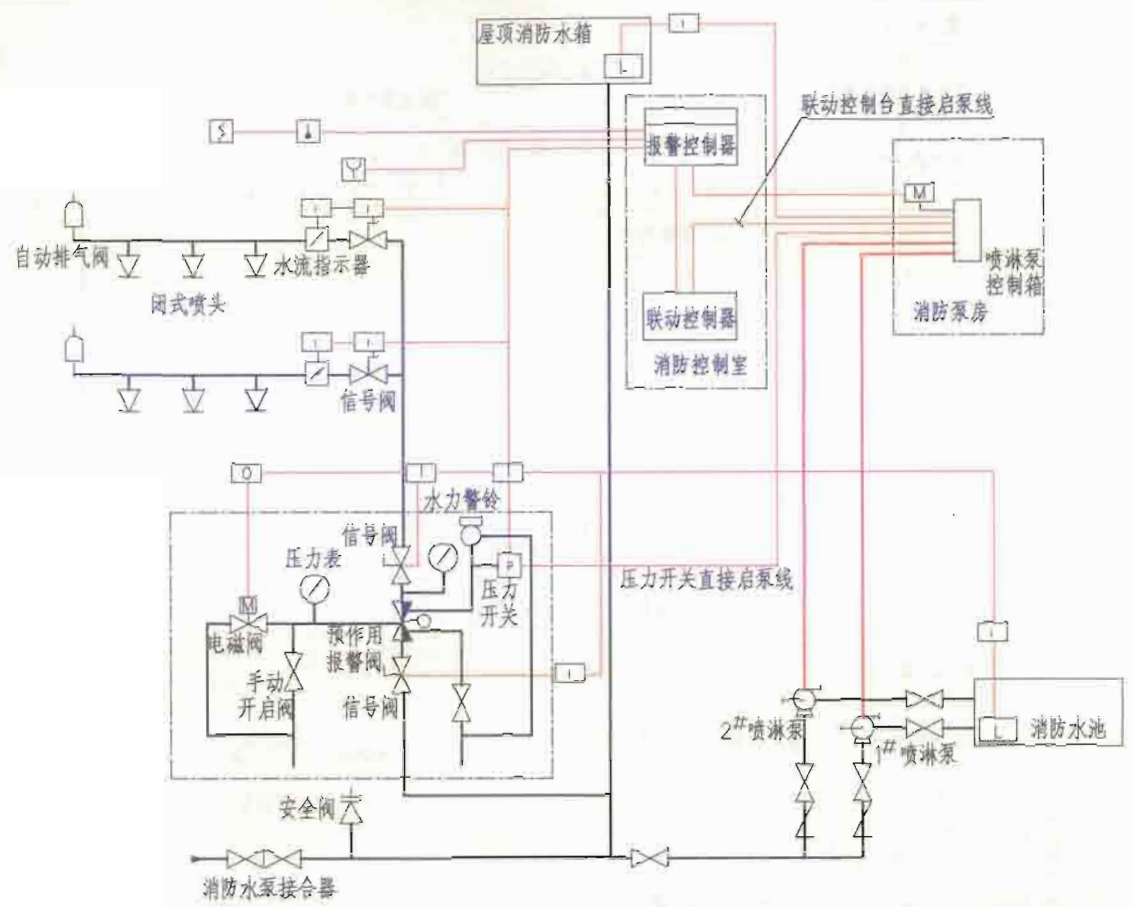 屋顶消防水箱
I
L
联动控制台直接启泵线
S
报警控制器
M
I
I
自动排气阀
水流指示器
闭式喷头
喷淋泵
控制箱
消防泵房
联动控制器
消防控制室
I
I
信号阀
O
I
I
水力警铃
信号阀
压力表
P
压力
开关
压力开关直接启泵线
M
电磁阀
预作用
报警阀
手动
开启阀
信号阀
I
I
L
消防水池
2#喷淋泵
1#喷淋泵
安全阀
消防水泵接合器